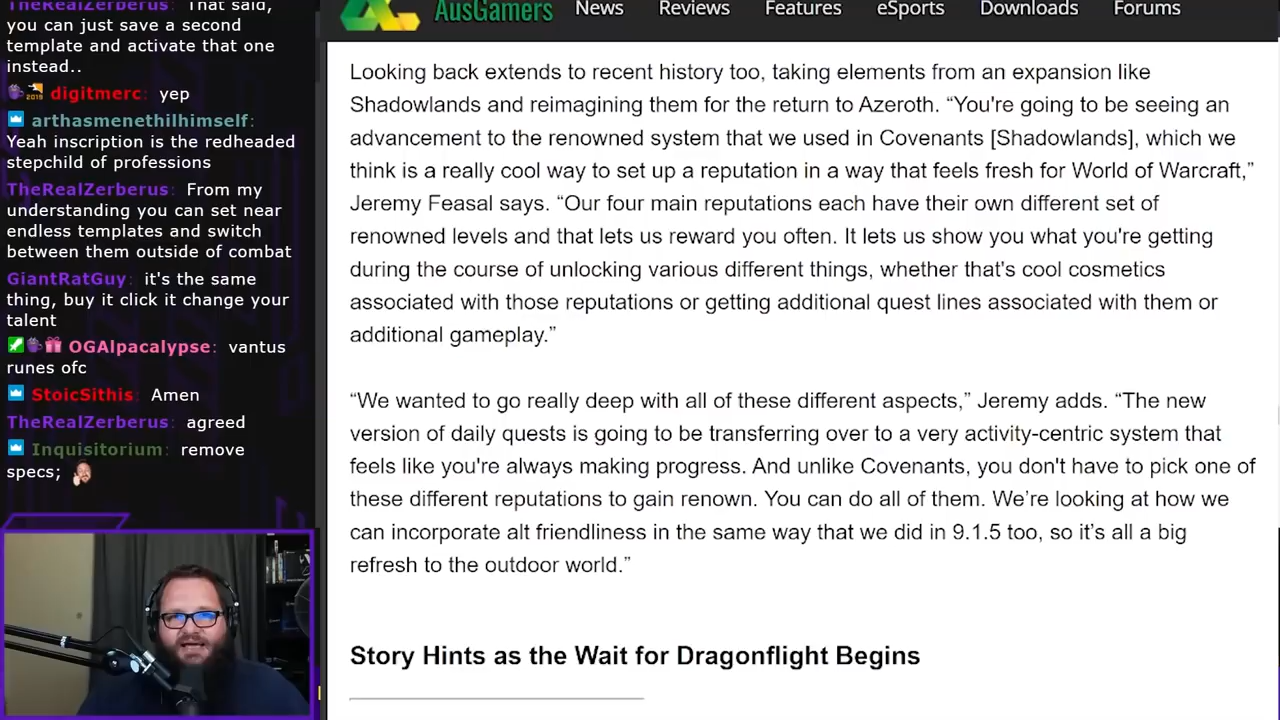 TheRealZerberus: That said,
you can just save a second
template and activate that one
instead..
digitmerc: yep
arthasmenethilhimself:
Yeah inscription is the redheaded
stepchild of professions
TheRealZerberus: From my
understanding you can set near
endless templates and switch
between them outside of combat
GiantRatGuy: it's the same
thing, buy it click it change your
talent
OGAlpacalypse: vantus
runes ofc
StoicSithis: Amen
TheRealZerberus: agreed
Inquisitorium: remove
specs;
AusGamers News Reviews Features eSports Downloads Forums
Looking back extends to recent history too, taking elements from an expansion like
Shadowlands and reimagining them for the return to Azeroth. “You're going to be seeing an
advancement to the renowned system that we used in Covenants [Shadowlands], which we
think is a really cool way to set up a reputation in a way that feels fresh for World of Warcraft,”
Jeremy Feasal says. “Our four main reputations each have their own different set of
renowned levels and that lets us reward you often. It lets us show you what you're getting
during the course of unlocking various different things, whether that's cool cosmetics
associated with those reputations or getting additional quest lines associated with them or
additional gameplay.”
“We wanted to go really deep with all of these different aspects,” Jeremy adds. “The new
version of daily quests is going to be transferring over to a very activity-centric system that
feels like you're always making progress. And unlike Covenants, you don't have to pick one of
these different reputations to gain renown. You can do all of them. We’re looking at how we
can incorporate alt friendliness in the same way that we did in 9.1.5 too, so it’s all a big
refresh to the outdoor world.”
Story Hints as the Wait for Dragonflight Begins